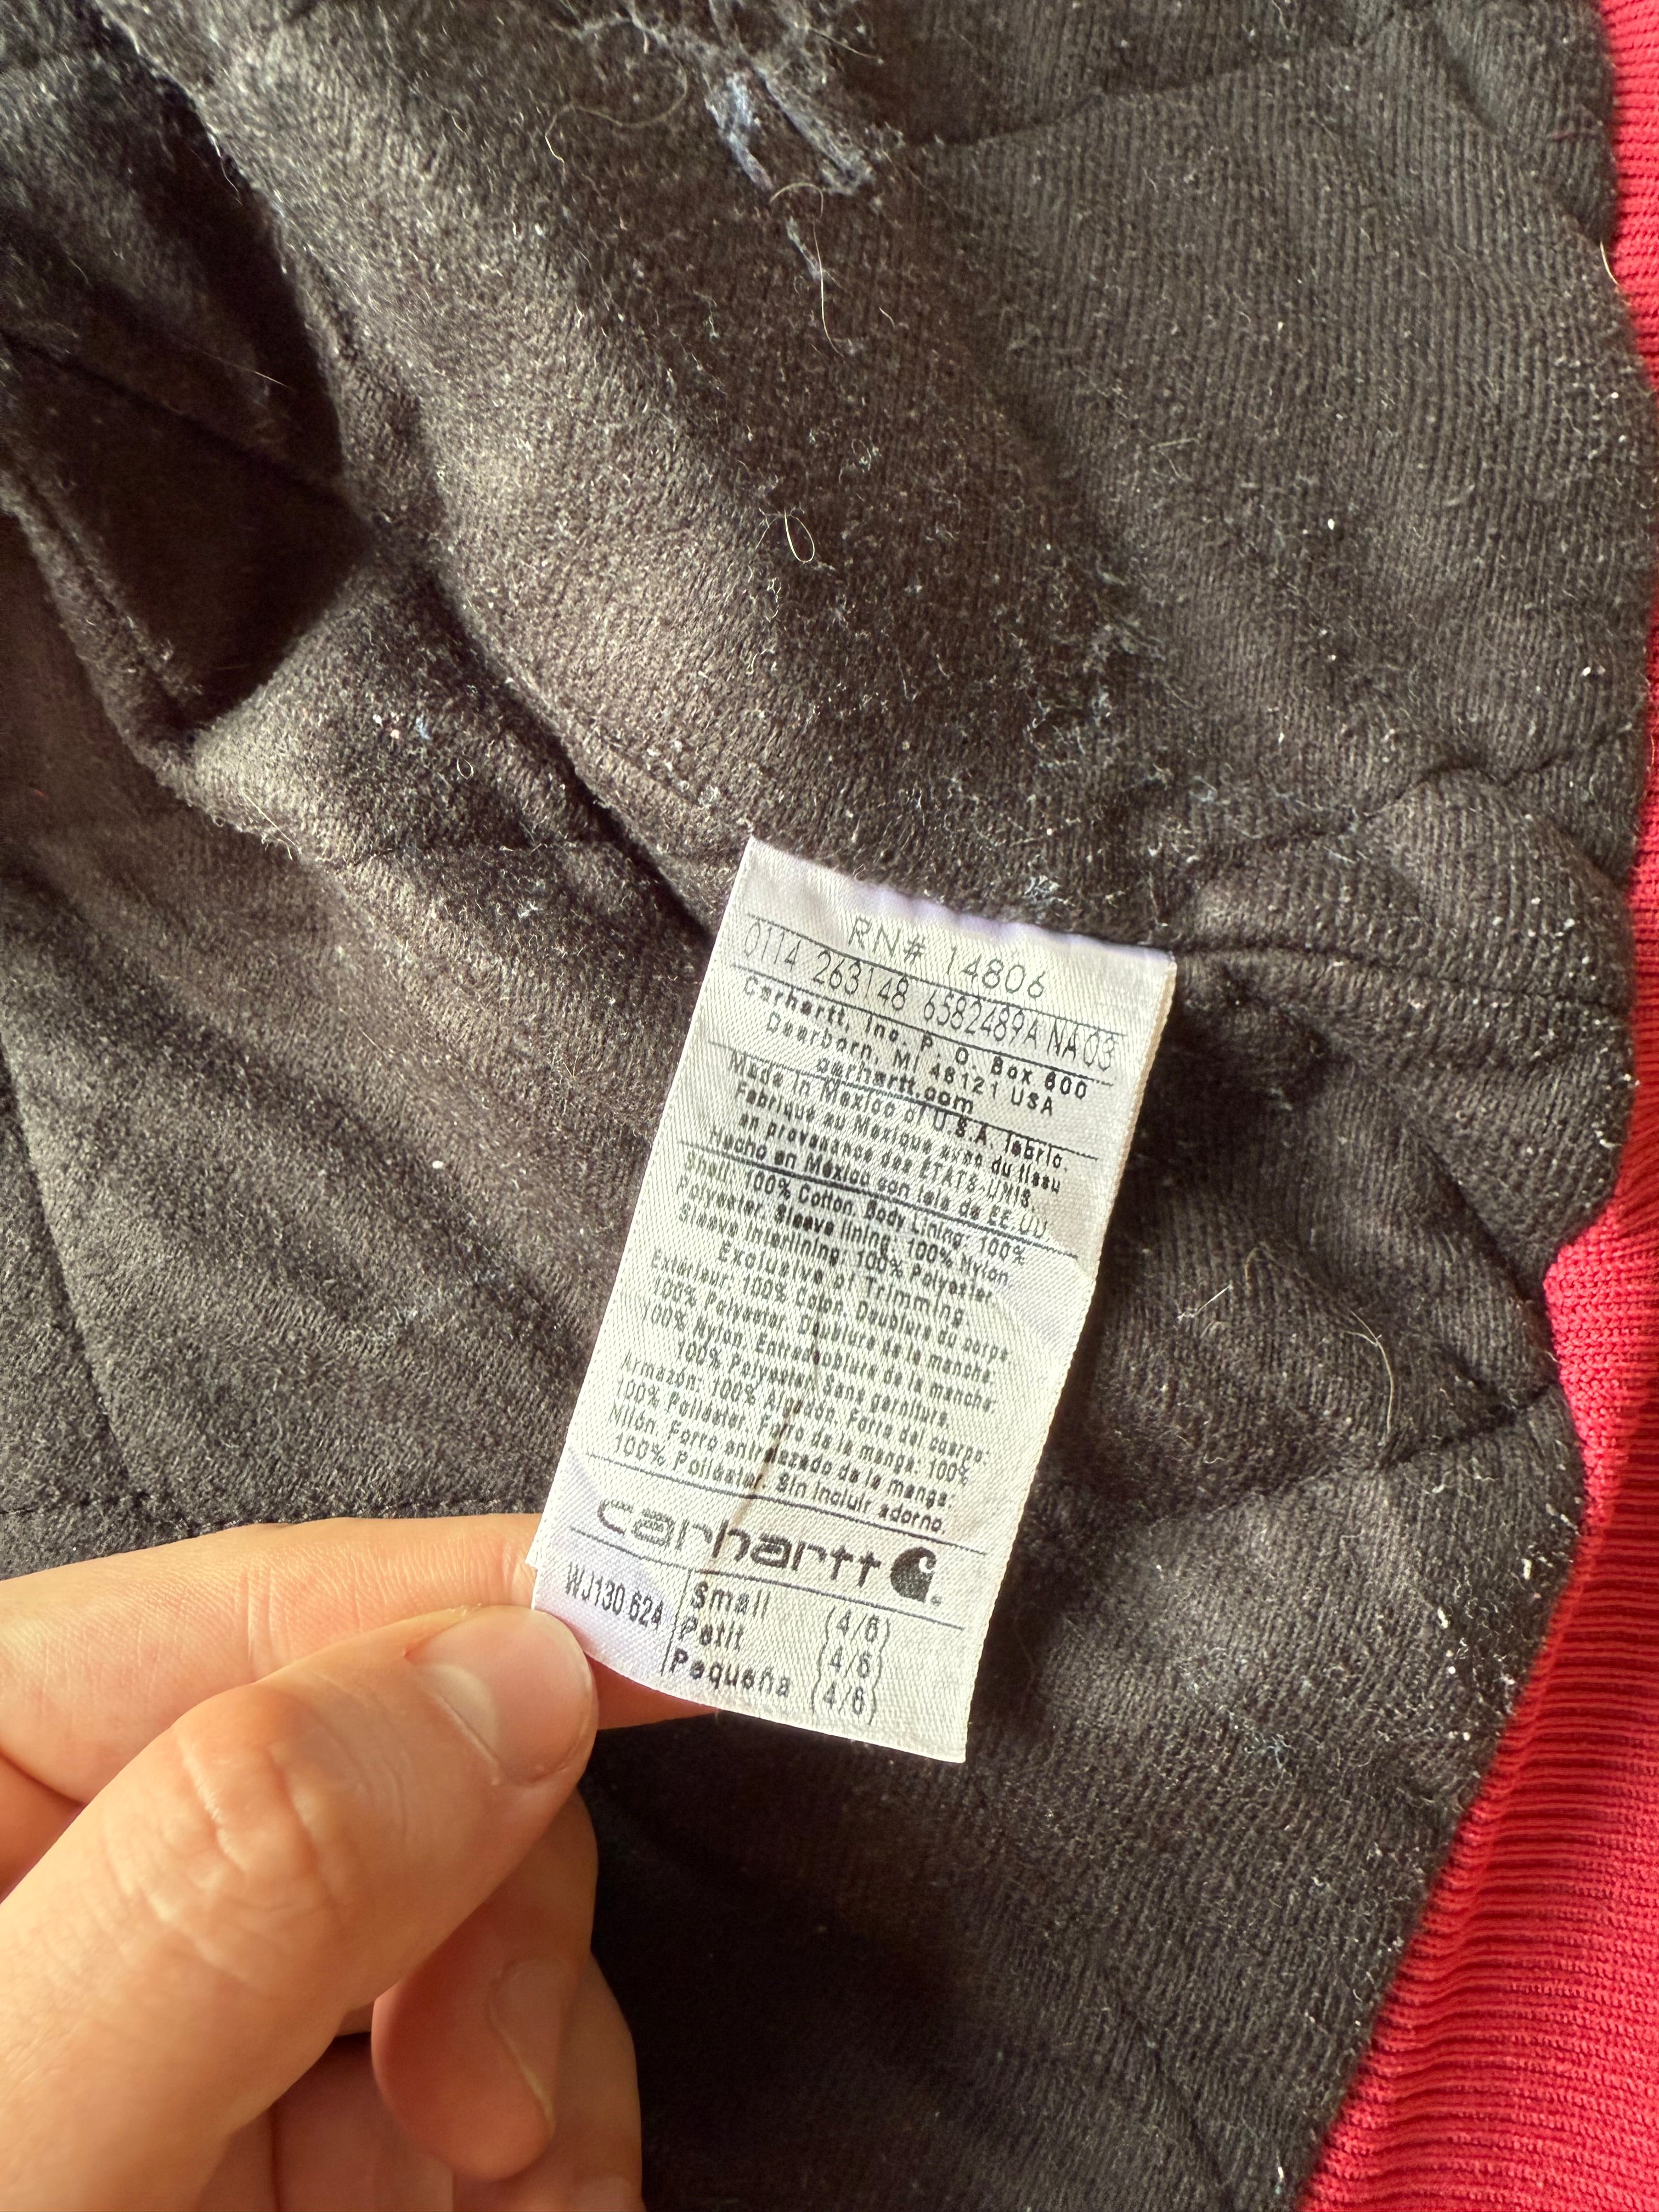 RN# 14806
0114 263148 6582489A NA 03
Carhartt, Inc. P. O. Box 600
Dearborn, MI 48121 USA
carhartt.com
Made in Mexico of U.S.A. fabric.
Fabriqué au Mexique avec du tissu
en provenance des ÉTATS-UNIS.
Hecho en México con tela de EE.UU.
Shell: 100% Cotton. Body Lining: 100%
Polyester. Sleeve lining: 100% Nylon.
Sleeve Interlining: 100% Polyester
Exclusive of Trimming.
Extérieur: 100% Coton. Doublure du corps:
100% Polyester. Doublure de la manche:
100% Nylon. Entredoublure de la manche:
100% Polyester. Sans garniture.
Armazón: 100% Algodón. Forro del cuerpo:
100% Poliéster. Forro de la manga: 100%
Nilón. Forro entrelazado de la manga:
100% Poliéster. Sin incluir adorno.
carhartt
WJ130 624 Small (4/6)
Petit (4/6)
Pequeña (4/6)